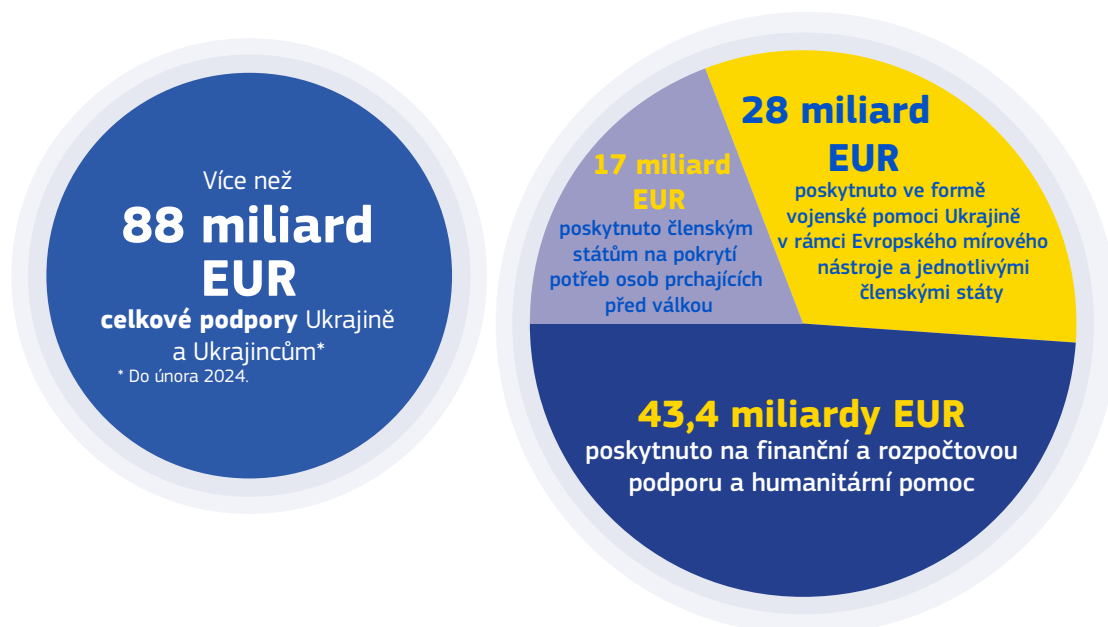 Více než
88 miliard
EUR
celkové podpory Ukrajině
a Ukrajincům*
* Do února 2024.
17 miliard
EUR
poskytnuto členským
státům na pokrytí
potřeb osob prchajících
před válkou
28 miliard
EUR
poskytnuto ve formě
vojenské pomoci Ukrajině
v rámci Evropského mírového
nástroje a jednotlivými
členskými státy
43,4 miliardy EUR
poskytnuto na finanční a rozpočtovou
podporu a humanitární pomoc